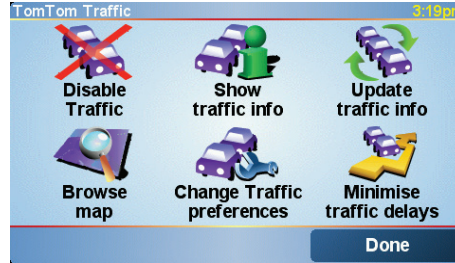 TomTom Traffic 3:19pm
Disable Show Update
Traffic traffic info traffic info
Browse Change Traffic Minimise
map preferences traffic delays
Done